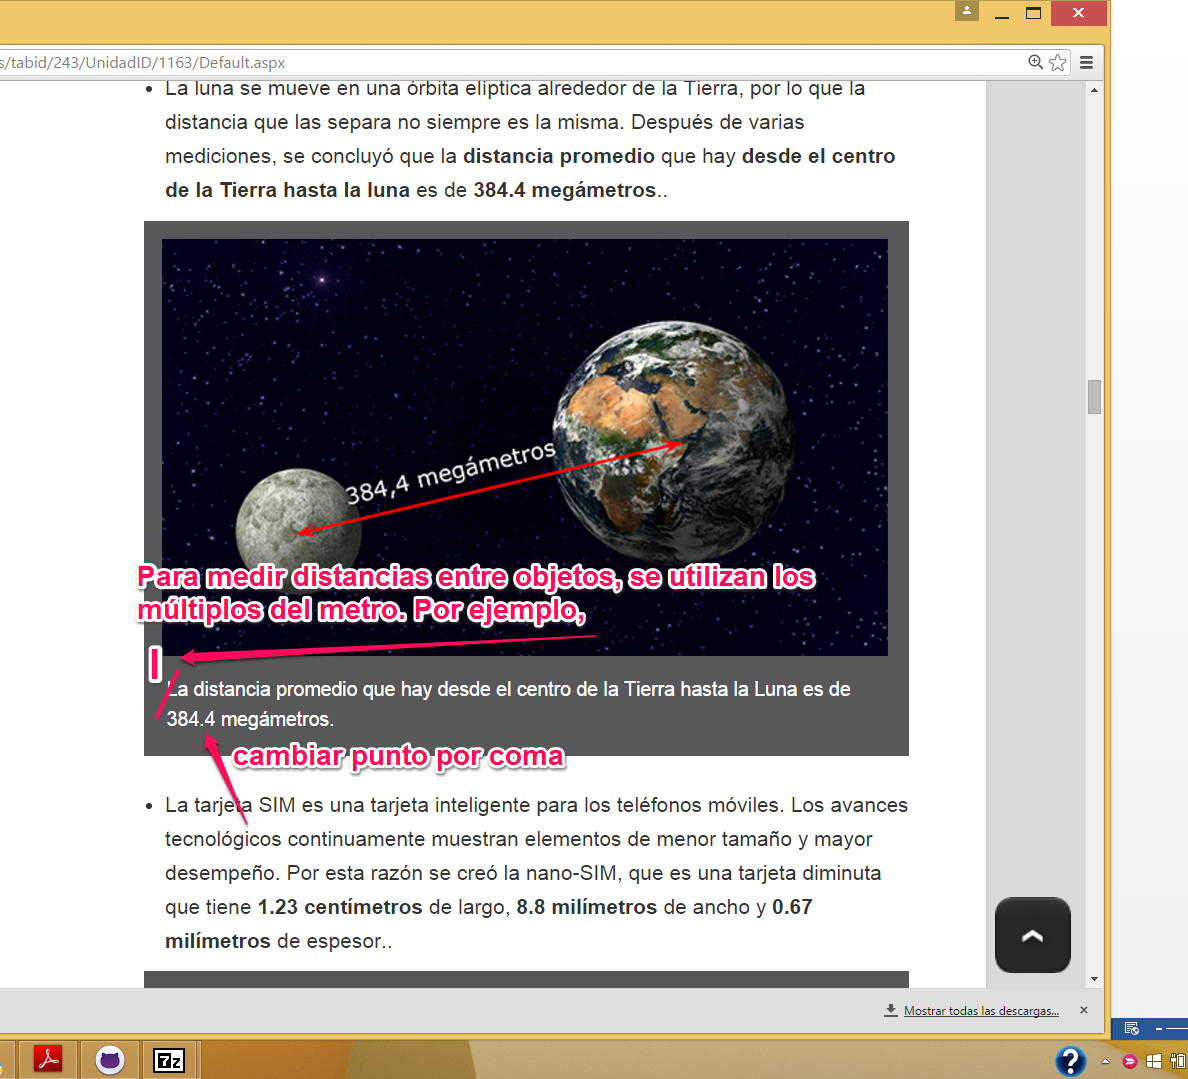 s/tabid/243/UnidadID/1163/Default.aspx
La luna se mueve en una órbita elíptica alrededor de la Tierra, por lo que la
distancia que las separa no siempre es la misma. Después de varias
mediciones, se concluyó que la distancia promedio que hay desde el centro
de la Tierra hasta la luna es de 384.4 megámetros..
384,4 megámetros
Para medir distancias entre objetos, se utilizan los
múltiplos del metro. Por ejemplo,
l
La distancia promedio que hay desde el centro de la Tierra hasta la Luna es de
384.4 megámetros.
cambiar punto por coma
La tarjeta SIM es una tarjeta inteligente para los teléfonos móviles. Los avances
tecnológicos continuamente muestran elementos de menor tamaño y mayor
desempeño. Por esta razón se creó la nano-SIM, que es una tarjeta diminuta
que tiene 1.23 centímetros de largo, 8.8 milímetros de ancho y 0.67
milímetros de espesor..
Mostrar todas las descargas...
7z
?